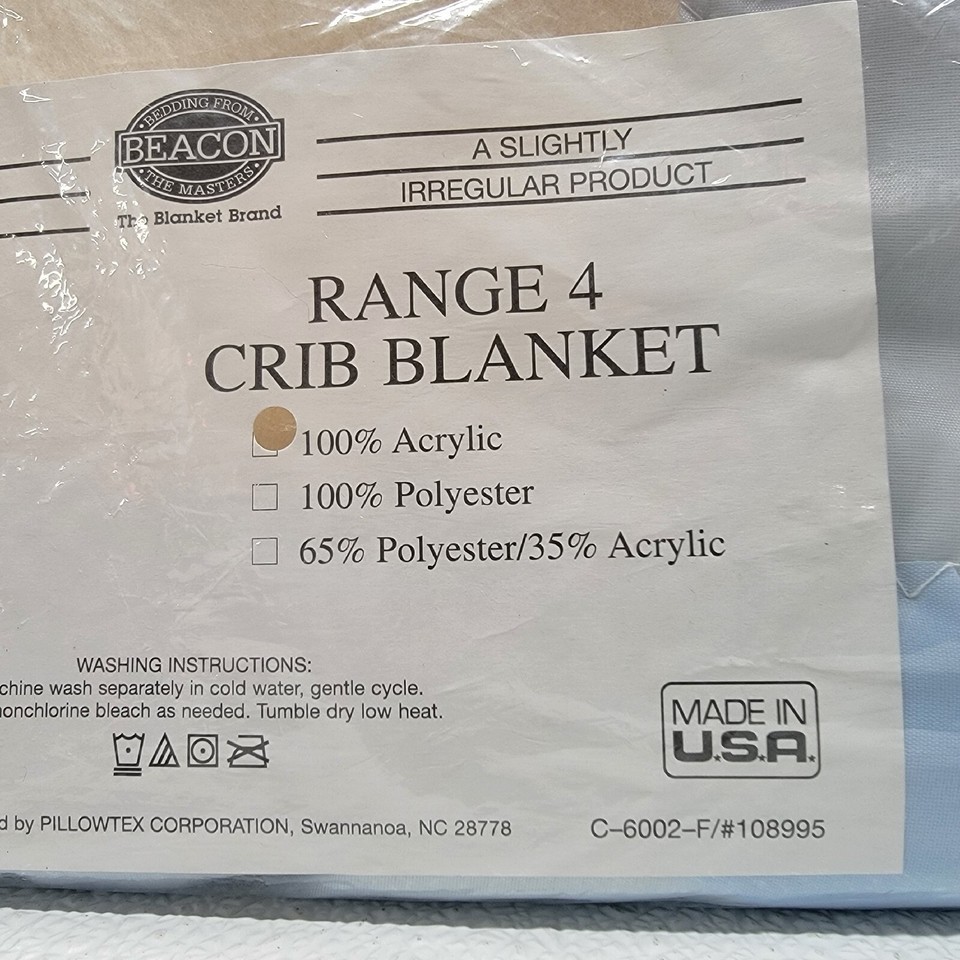 BEDDING FROM
BEACON
THE MASTERS
The Blanket Brand
A SLIGHTLY
IRREGULAR PRODUCT
RANGE 4
CRIB BLANKET
100% Acrylic
100% Polyester
65% Polyester/35% Acrylic
WASHING INSTRUCTIONS:
chine wash separately in cold water, gentle cycle.
nonchlorine bleach as needed. Tumble dry low heat.
MADE IN
U.S.A.
d by PILLOWTEX CORPORATION, Swannanoa, NC 28778
C-6002-F/#108995